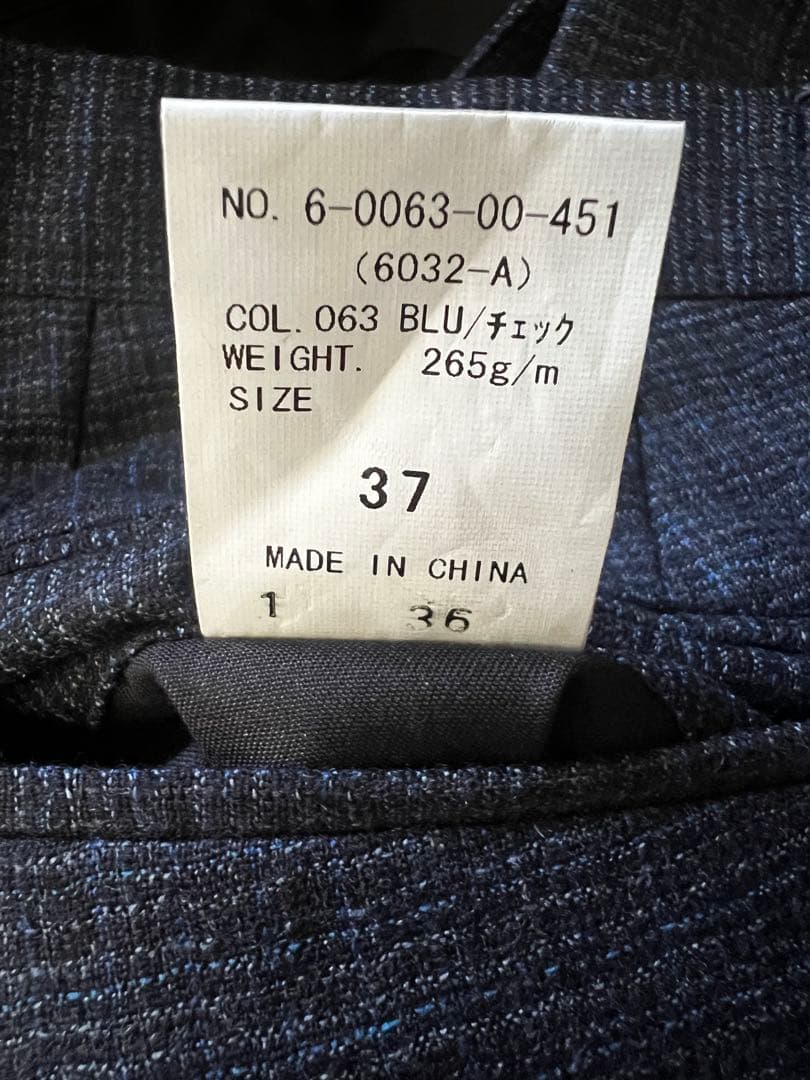 NO. 6-0063-00-451
(6032-A)
COL. 063 BLU/チェック
WEIGHT. 265g/m
SIZE
37
MADE IN CHINA
1 36